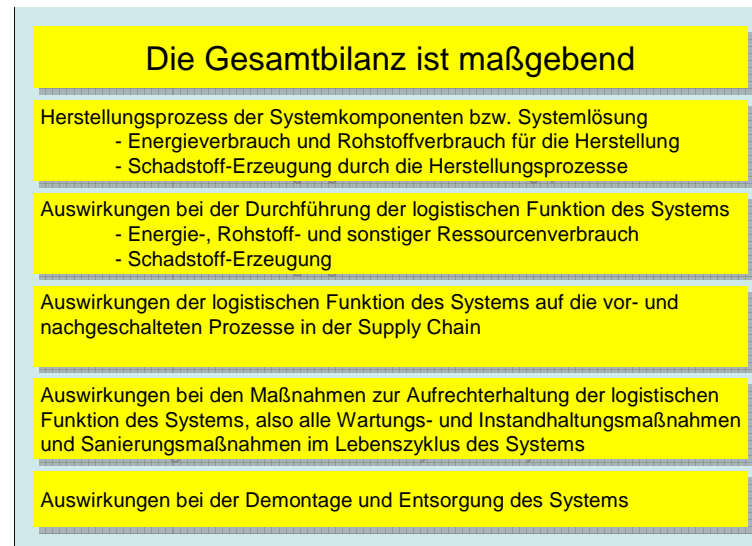 Die Gesamtbilanz ist maßgebend
Herstellungsprozess der Systemkomponenten bzw. Systemlösung
- Energieverbrauch und Rohstoffverbrauch für die Herstellung
- Schadstoff-Erzeugung durch die Herstellungsprozesse
Auswirkungen bei der Durchführung der logistischen Funktion des Systems
- Energie-, Rohstoff- und sonstiger Ressourcenverbrauch
- Schadstoff-Erzeugung
Auswirkungen der logistischen Funktion des Systems auf die vor- und
nachgeschalteten Prozesse in der Supply Chain
Auswirkungen bei den Maßnahmen zur Aufrechterhaltung der logistischen
Funktion des Systems, also alle Wartungs- und Instandhaltungsmaßnahmen
und Sanierungsmaßnahmen im Lebenszyklus des Systems
Auswirkungen bei der Demontage und Entsorgung des Systems